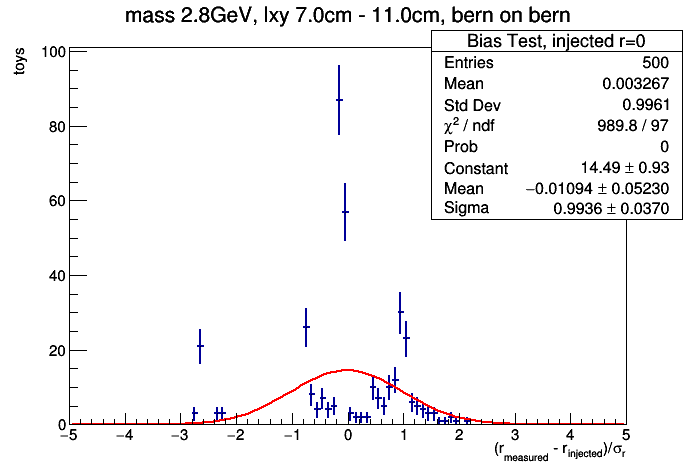 mass 2.8GeV, lxy 7.0cm - 11.0cm, bern on bern
toys
Bias Test, injected r=0
Entries 500
Mean 0.003267
Std Dev 0.9961
χ² / ndf 989.8 / 97
Prob 0
Constant 14.49 ± 0.93
Mean −0.01094 ± 0.05230
Sigma 0.9936 ± 0.0370
100
80
60
40
20
0
−5 −4 −3 −2 −1 0 1 2 3 4 5
(r_measured - r_injected)/σ_r